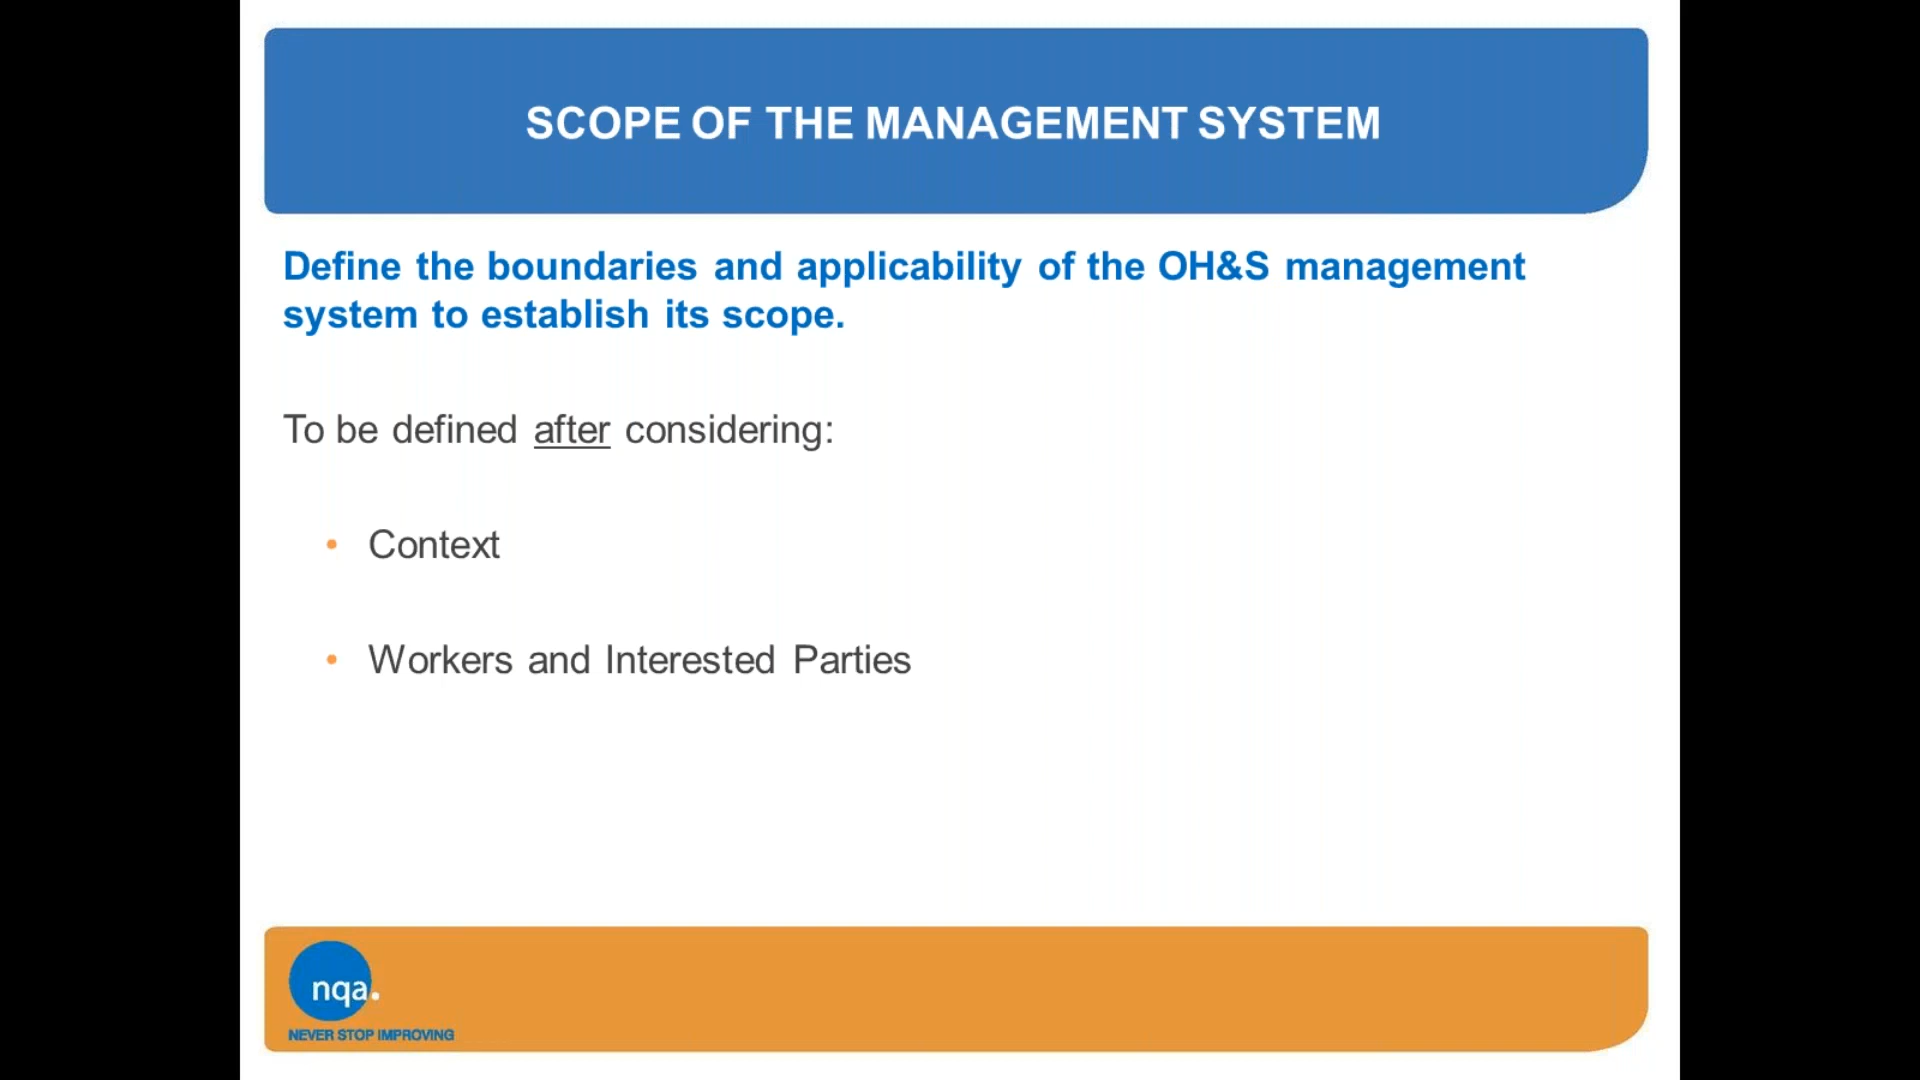 SCOPE OF THE MANAGEMENT SYSTEM
Define the boundaries and applicability of the OH&S management
system to establish its scope.
To be defined after considering:
• Context
• Workers and Interested Parties
nqa.
NEVER STOP IMPROVING